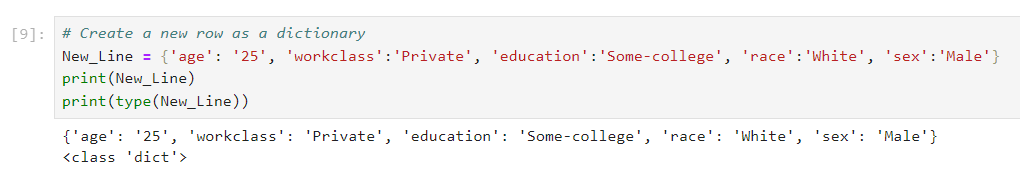 [9]: # Create a new row as a dictionary
New_Line = {'age': '25', 'workclass':'Private', 'education':'Some-college', 'race':'White', 'sex':'Male'}
print(New_Line)
print(type(New_Line))
{'age': '25', 'workclass': 'Private', 'education': 'Some-college', 'race': 'White', 'sex': 'Male'}
<class 'dict'>